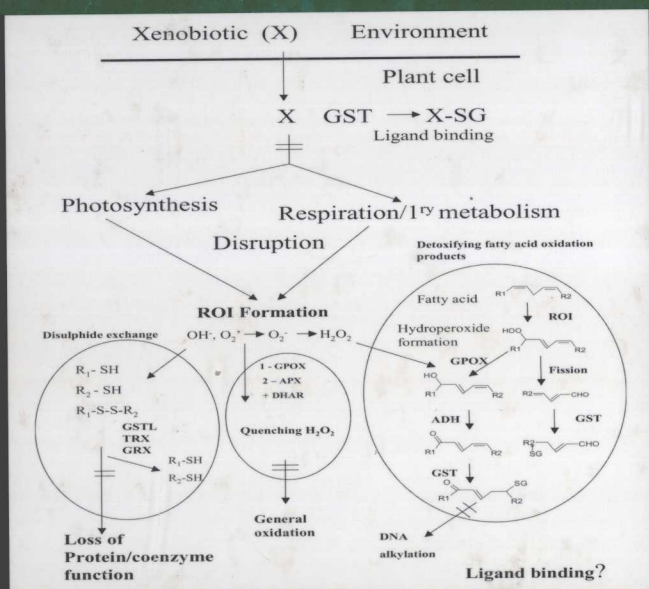 Xenobiotic (X) Environment
Plant cell
X GST → X-SG
Ligand binding
Photosynthesis
Respiration/1ry metabolism
Disruption
Detoxifying fatty acid oxidation
products
ROI Formation
OH-, O2+ → O2- → H2O2
Disulphide exchange
R1- SH
R2 - SH
R1-S-S-R2
GSTL
TRX
GRX
R1-SH
R2-SH
Loss of
Protein/coenzyme
function
1 - GPOX
2 – APX
+ DHAR
Quenching H2O2
General
oxidation
Fatty acid
R1 R2
ROI
Hydroperoxide
formation
HOO
R1 R2
GPOX
Fission
HO
R1 R2
R2 CHO
ADH
GST
O
R1 R2
R2 CHO
SG
GST
O SG
R1 R2
DNA
alkylation
Ligand binding?